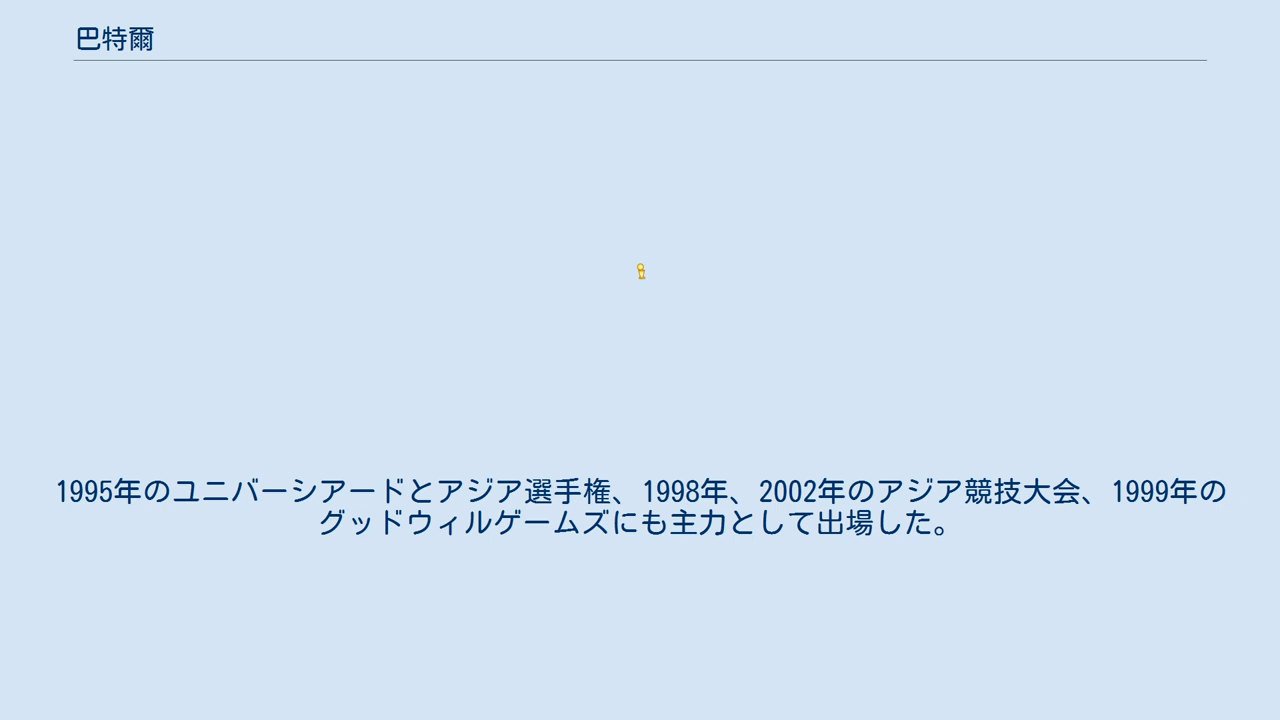 巴特爾
1995年のユニバーシアードとアジア選手権、1998年、2002年のアジア競技大会、1999年の
グッドウィルゲームズにも主力として出場した。